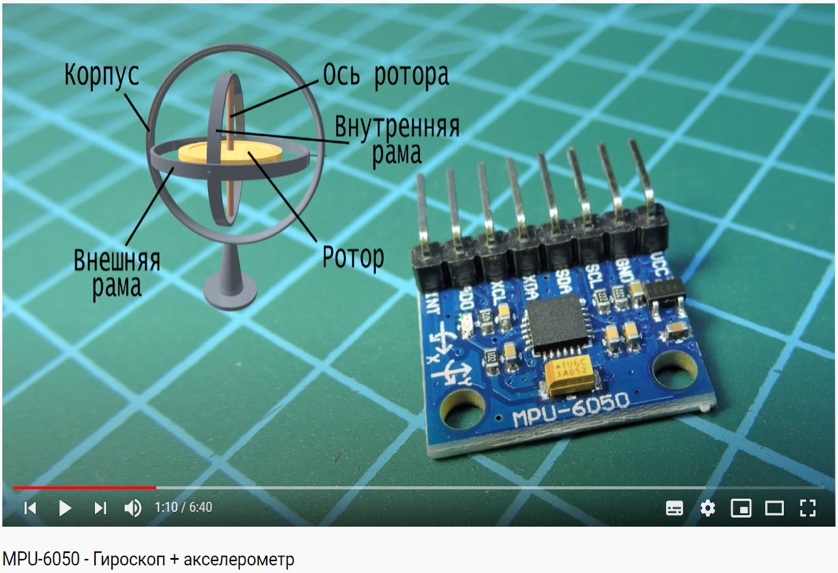 Корпус
Ось ротора
Внутренняя
рама
Внешняя
рама
Ротор
INT
XCL
XDA
SDA
SCL
GND
VCC
X
Y
MPU-6050
1:10 / 6:40
MPU-6050 - Гироскоп + акселерометр